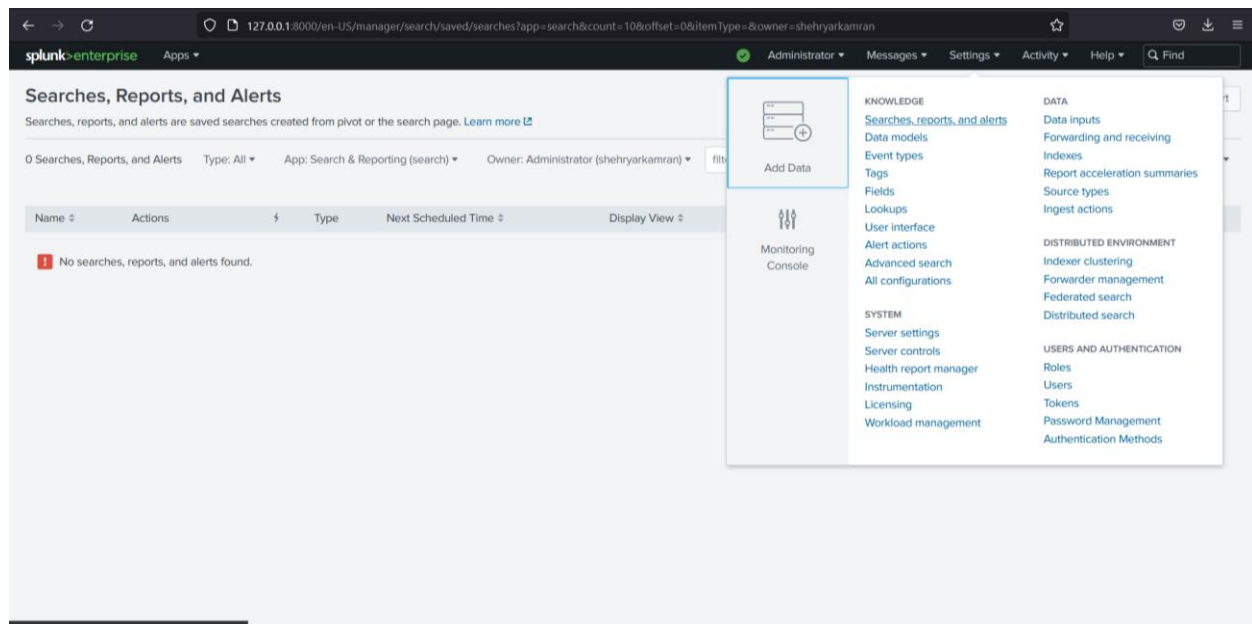 127.0.0.1:8000/en-US/manager/search/saved/searches?app=search&count=10&offset=0&itemType=&owner=shehryarkamran
splunk>enterprise Apps Administrator Messages Settings Activity Help Find
Searches, Reports, and Alerts
Searches, reports, and alerts are saved searches created from pivot or the search page. Learn more
0 Searches, Reports, and Alerts Type: All App: Search & Reporting (search) Owner: Administrator (shehryarkamran)
Name Actions Type Next Scheduled Time Display View
! No searches, reports, and alerts found.
Add Data
Monitoring
Console
KNOWLEDGE
Searches, reports, and alerts
Data models
Event types
Tags
Fields
Lookups
User interface
Alert actions
Advanced search
All configurations
SYSTEM
Server settings
Server controls
Health report manager
Instrumentation
Licensing
Workload management
DATA
Data inputs
Forwarding and receiving
Indexes
Report acceleration summaries
Source types
Ingest actions
DISTRIBUTED ENVIRONMENT
Indexer clustering
Forwarder management
Federated search
Distributed search
USERS AND AUTHENTICATION
Roles
Users
Tokens
Password Management
Authentication Methods